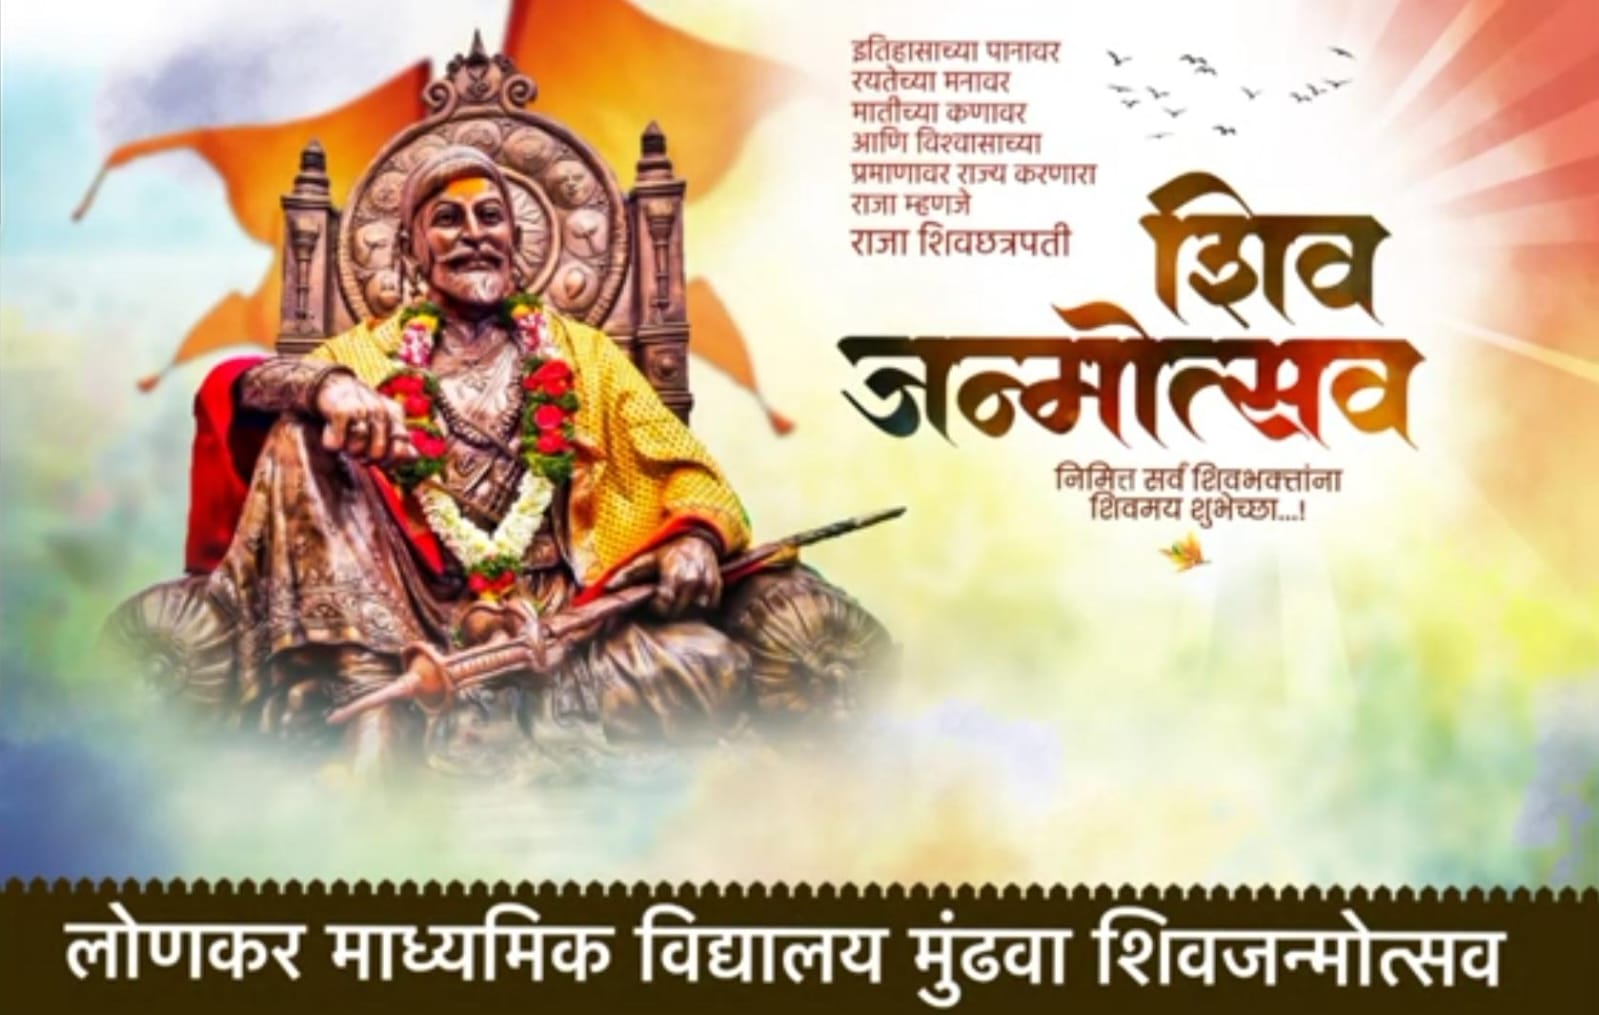 इतिहासाच्या पानावर
रयतेच्या मनावर
मातीच्या कणावर
आणि विश्वासाच्या
प्रमाणावर राज्य करणारा
राजा म्हणजे
राजा शिवछत्रपती
शिव
जन्मोत्सव
निमित्त सर्व शिवभक्तांना
शिवमय शुभेच्छा...!
लोणकर माध्यमिक विद्यालय मुंढवा शिवजन्मोत्सव